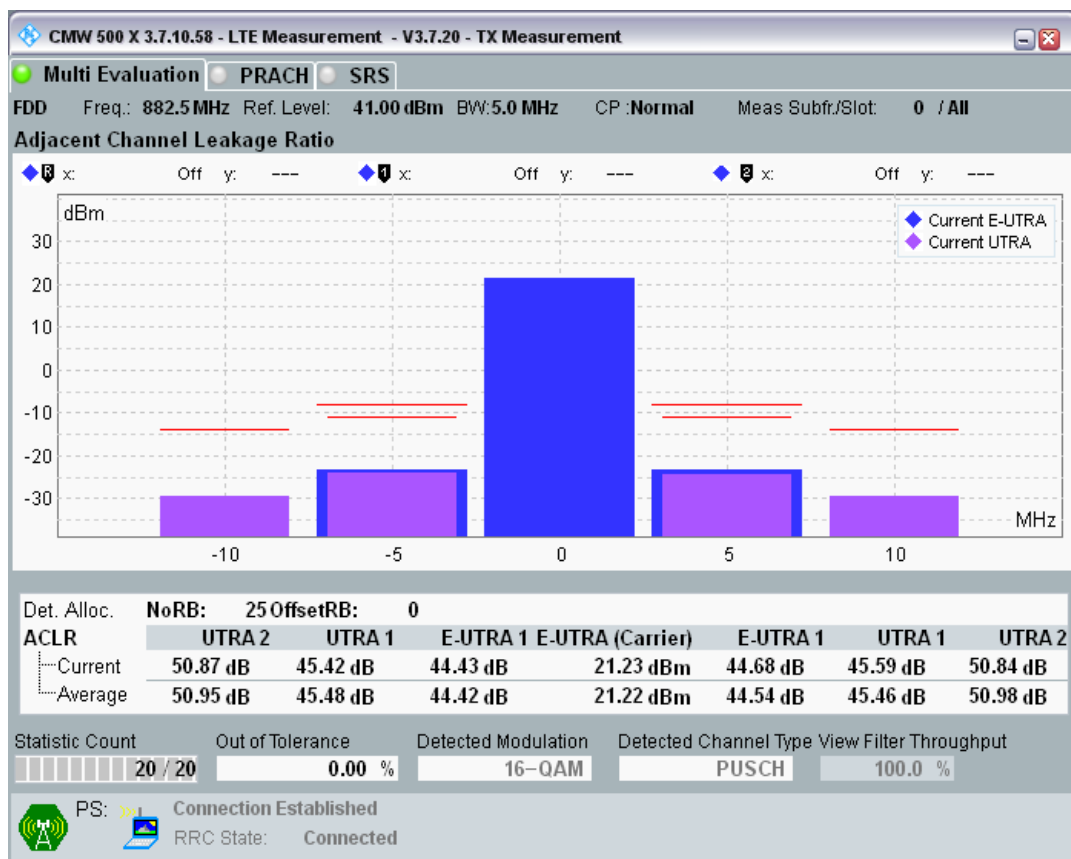 CMW 500 X 3.7.10.58 - LTE Measurement - V3.7.20 - TX Measurement
Multi Evaluation PRACH SRS
FDD Freq.: 882.5 MHz Ref. Level: 41.00 dBm BW:5.0 MHz CP :Normal Meas Subfr./Slot: 0 / All
Adjacent Channel Leakage Ratio
R x: Off y: --- 1 x: Off y: --- 2 x: Off y: ---
dBm
Current E-UTRA
Current UTRA
30
20
10
0
-10
-20
-30
MHz
-10 -5 0 5 10
Det. Alloc. NoRB: 25 OffsetRB: 0
ACLR UTRA 2 UTRA 1 E-UTRA 1 E-UTRA (Carrier) E-UTRA 1 UTRA 1 UTRA 2
Current 50.87 dB 45.42 dB 44.43 dB 21.23 dBm 44.68 dB 45.59 dB 50.84 dB
Average 50.95 dB 45.48 dB 44.42 dB 21.22 dBm 44.54 dB 45.46 dB 50.98 dB
Statistic Count Out of Tolerance Detected Modulation Detected Channel Type View Filter Throughput
20 / 20 0.00 % 16-QAM PUSCH 100.0 %
PS: Connection Established
RRC State: Connected